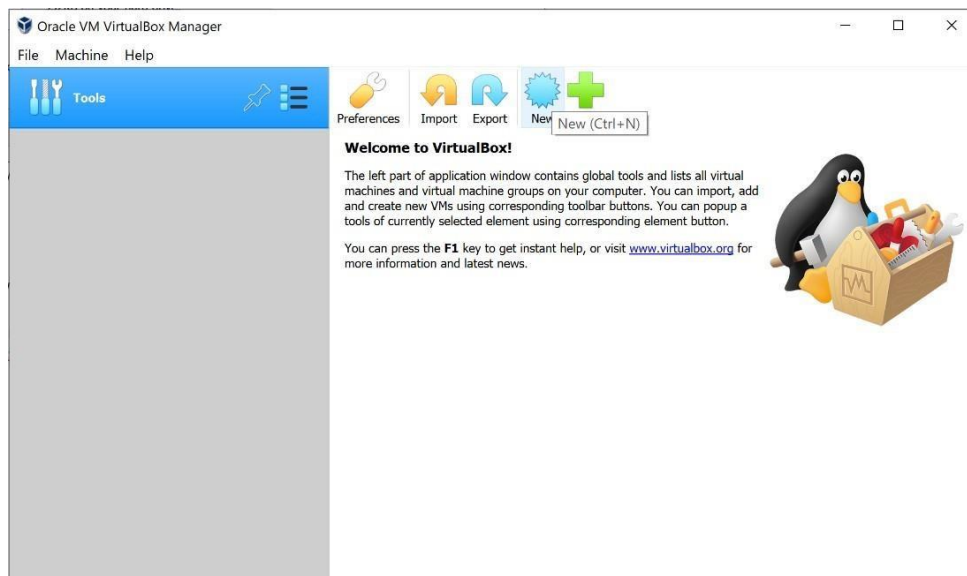 Oracle VM VirtualBox Manager
File Machine Help
Tools
Preferences Import Export New
New (Ctrl+N)
Welcome to VirtualBox!
The left part of application window contains global tools and lists all virtual
machines and virtual machine groups on your computer. You can import, add
and create new VMs using corresponding toolbar buttons. You can popup a
tools of currently selected element using corresponding element button.
You can press the F1 key to get instant help, or visit www.virtualbox.org for
more information and latest news.